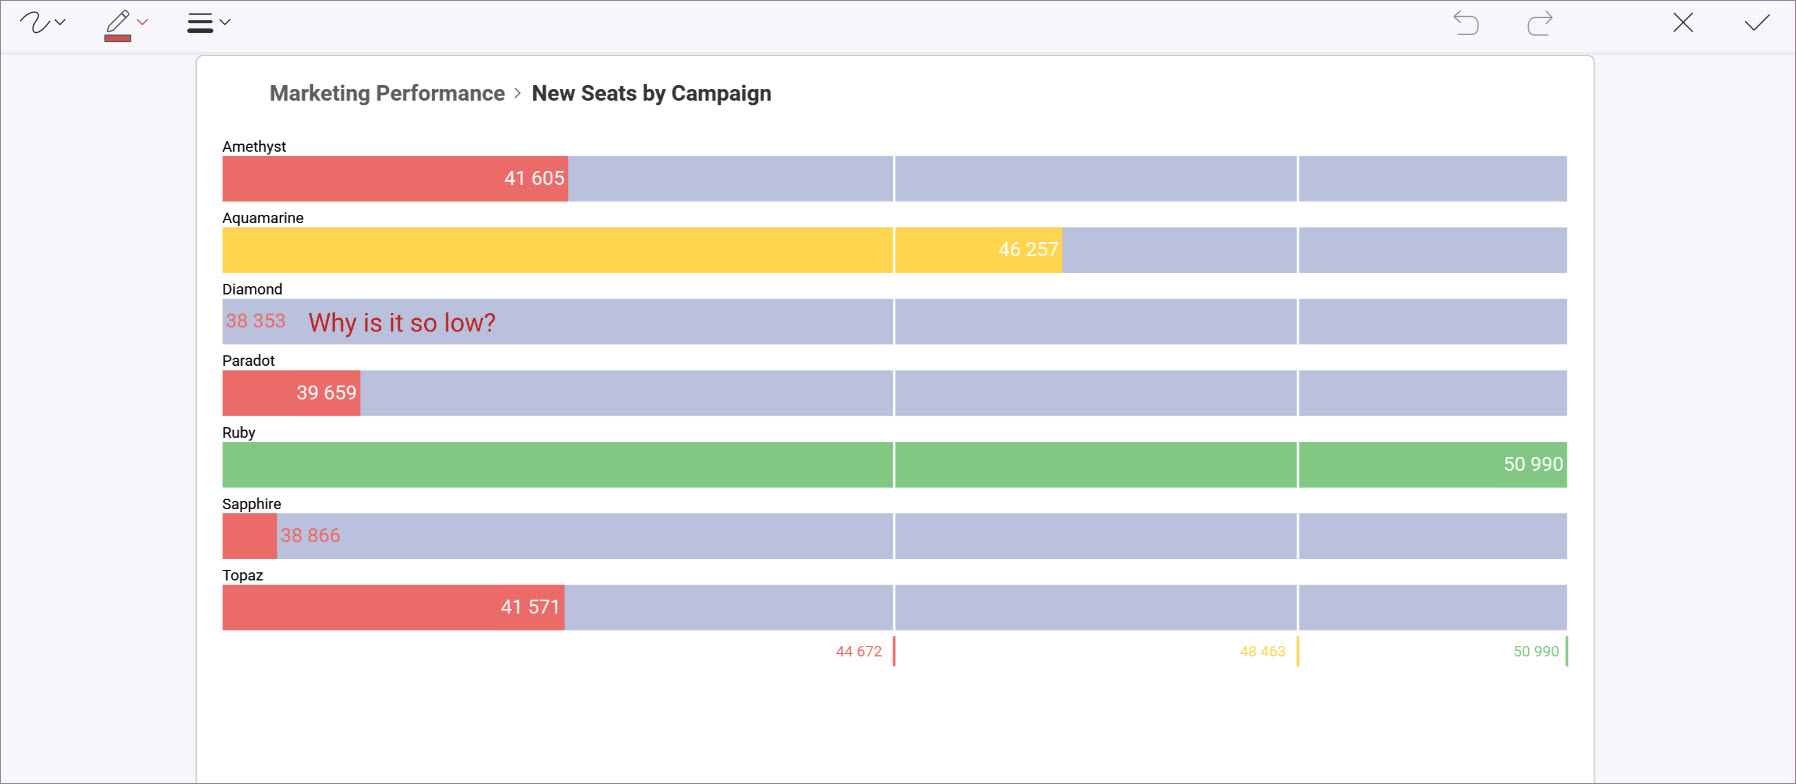 Marketing Performance > New Seats by Campaign
Amethyst
41 605
Aquamarine
46 257
Diamond
38 353 Why is it so low?
Paradot
39 659
Ruby
50 990
Sapphire
38 866
Topaz
41 571
44 672 48 463 50 990